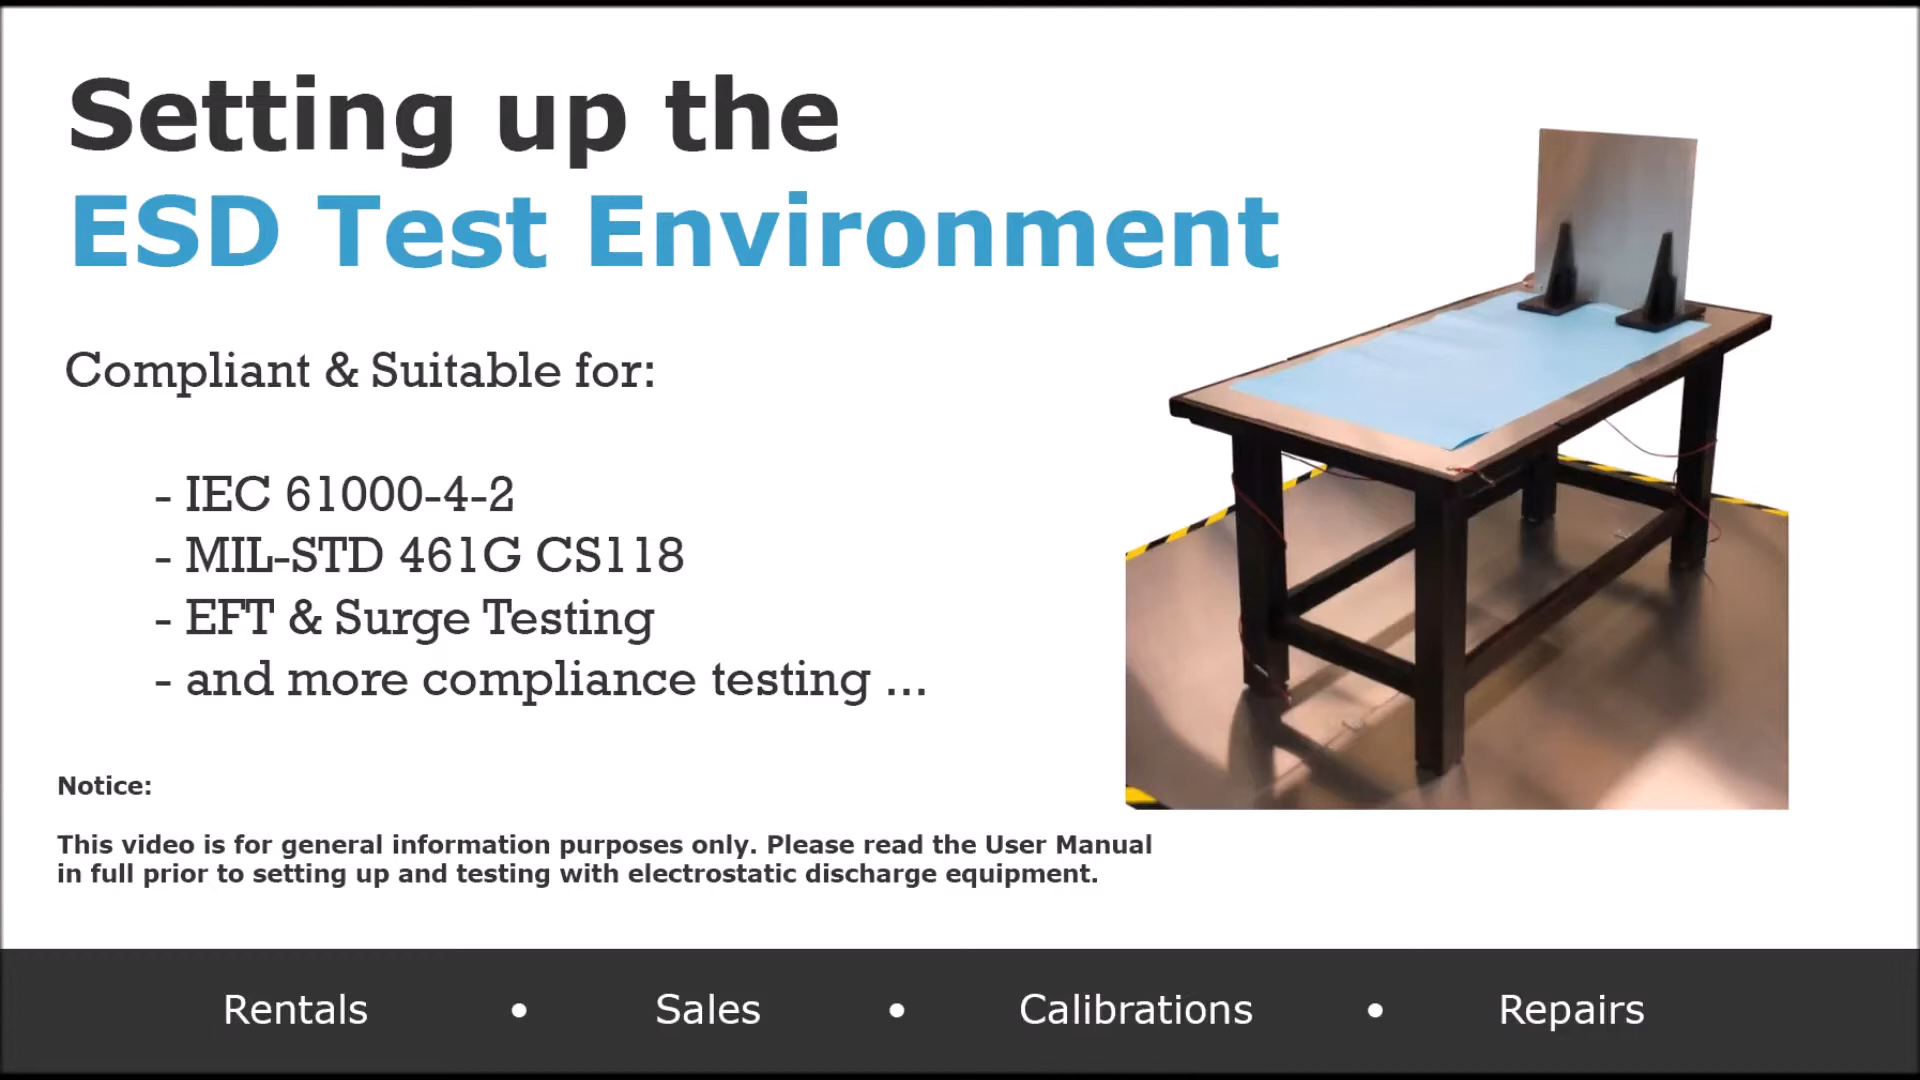 Setting up the
ESD Test Environment
Compliant & Suitable for:
- IEC 61000-4-2
- MIL-STD 461G CS118
- EFT & Surge Testing
- and more compliance testing ...
Notice:
This video is for general information purposes only. Please read the User Manual
in full prior to setting up and testing with electrostatic discharge equipment.
Rentals • Sales • Calibrations • Repairs